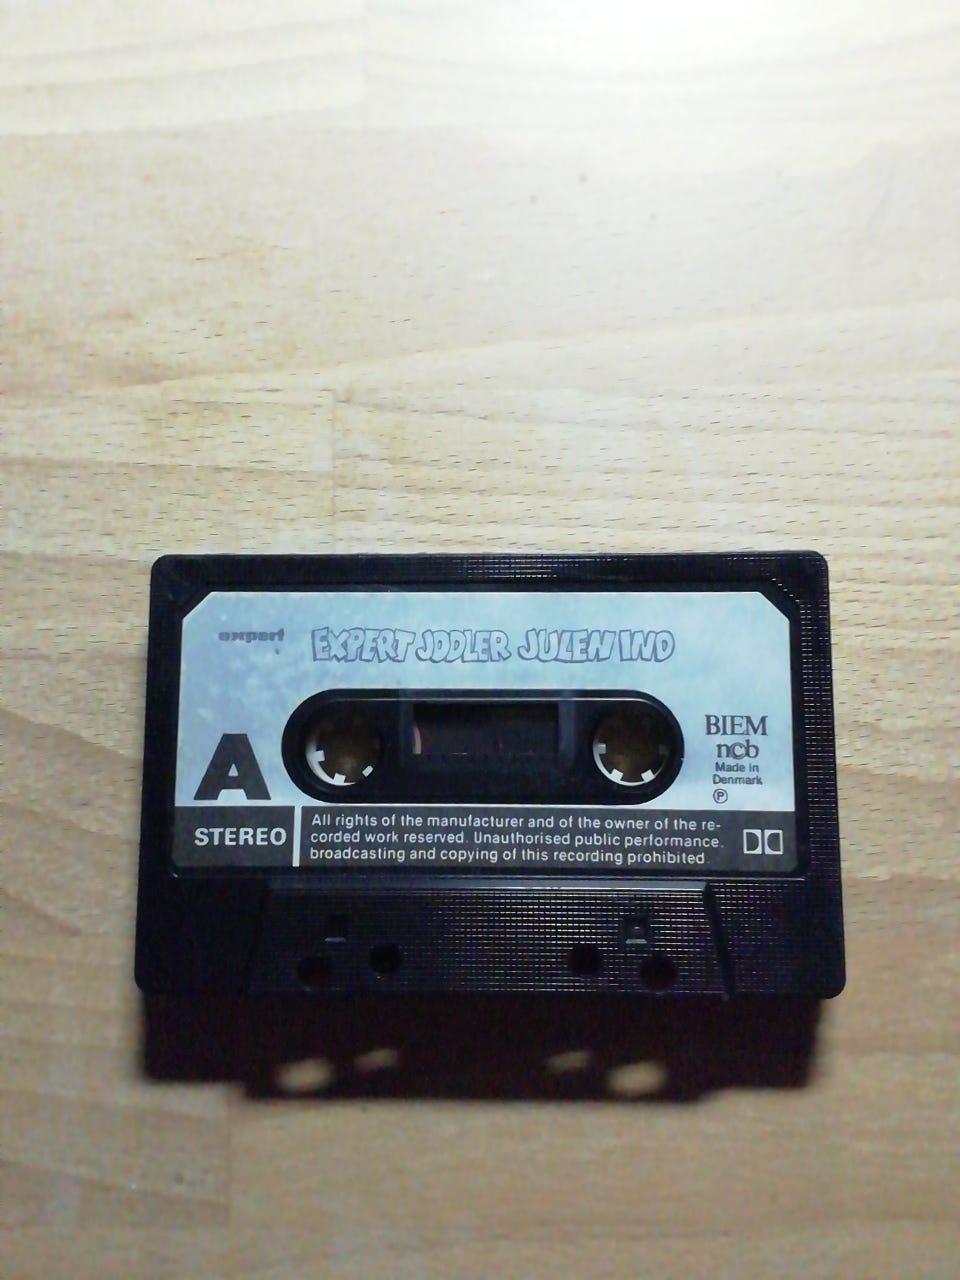 expert
EXPERT JODLER JULEN IND
A
BIEM
ncb
Made in
Denmark
℗
STEREO
All rights of the manufacturer and of the owner of the re-
corded work reserved. Unauthorised public performance.
broadcasting and copying of this recording prohibited